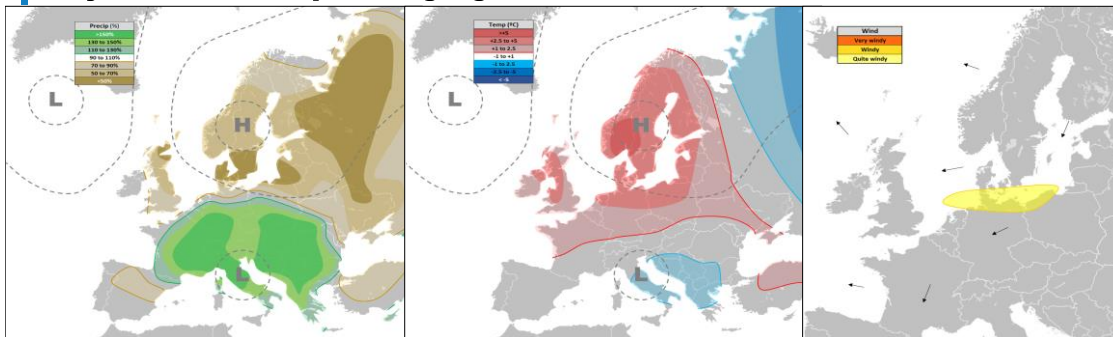 Precip (%)
>150%
130 to 150%
110 to 130%
90 to 110%
70 to 90%
50 to 70%
<50%
L
H
L
Temp (ºC)
>+5
+2.5 to +5
+1 to 2.5
-1 to +1
-1 to 2.5
-2.5 to -5
< -5
L
H
L
Wind
Very windy
Windy
Quite windy